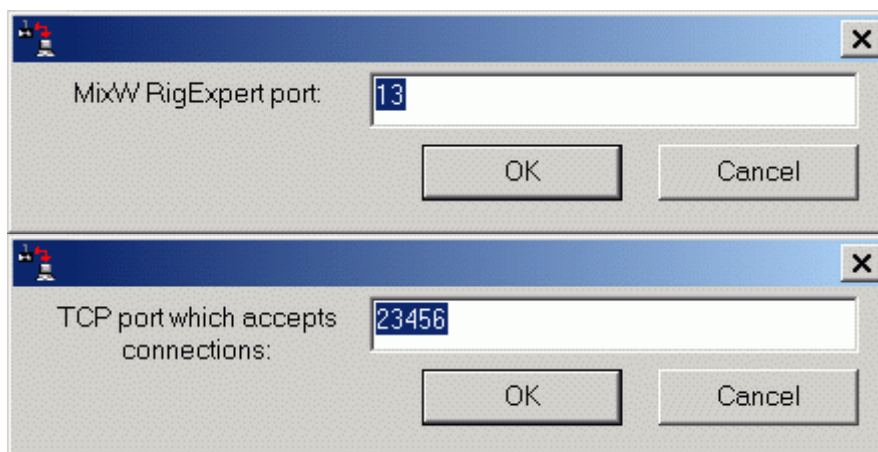 MixW RigExpert port:
13
OK
Cancel
TCP port which accepts
connections:
23456
OK
Cancel